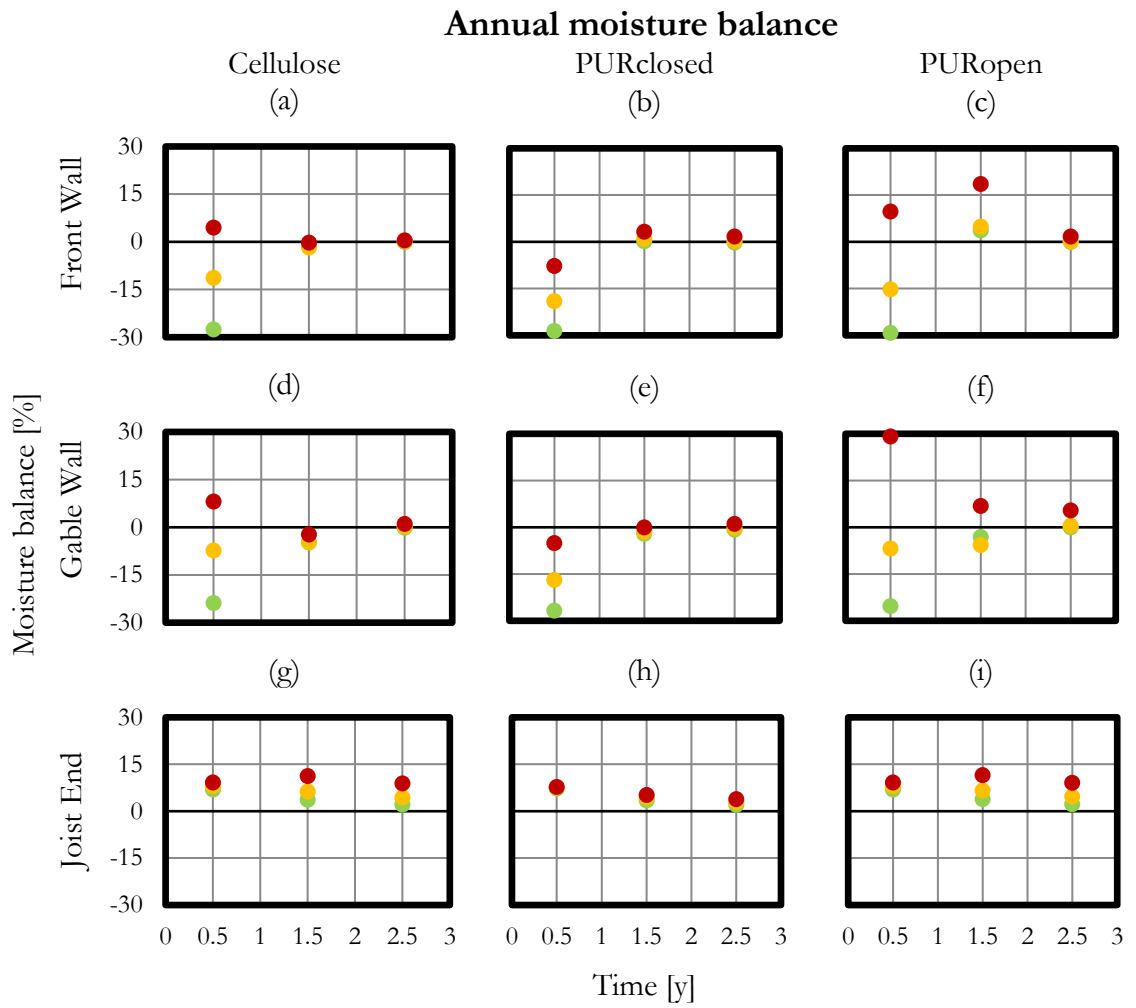 Annual moisture balance
Cellulose PURclosed PURopen
(a) (b) (c)
Moisture balance [%]
Front Wall
30
15
0
-15
-30
(d) (e) (f)
Gable Wall
30
15
0
-15
-30
(g) (h) (i)
Joist End
30
15
0
-15
-30
0 0.5 1 1.5 2 2.5 3 0 0.5 1 1.5 2 2.5 3 0 0.5 1 1.5 2 2.5 3
Time [y]